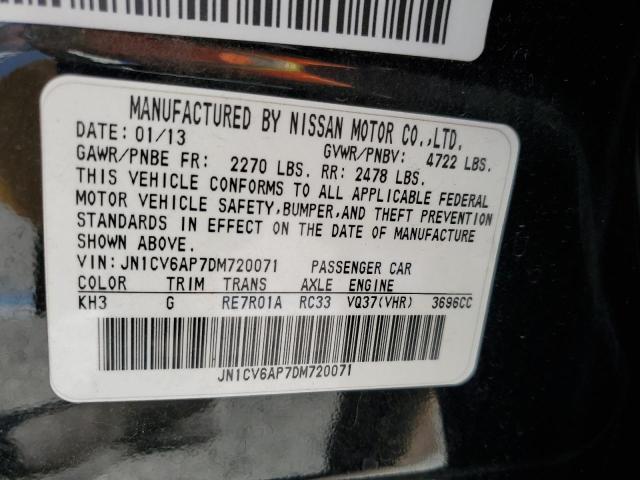 MANUFACTURED BY NISSAN MOTOR CO.,LTD.
DATE: 01/13 GVWR/PNBV: 4722 LBS.
GAWR/PNBE FR: 2270 LBS. RR: 2478 LBS.
THIS VEHICLE CONFORMS TO ALL APPLICABLE FEDERAL
MOTOR VEHICLE SAFETY,BUMPER,AND THEFT PREVENTION
STANDARDS IN EFFECT ON THE DATE OF MANUFACTURE
SHOWN ABOVE.
VIN: JN1CV6AP7DM720071 PASSENGER CAR
COLOR TRIM TRANS AXLE ENGINE
KH3 G RE7R01A RC33 VQ37(VHR) 3696CC
JN1CV6AP7DM720071